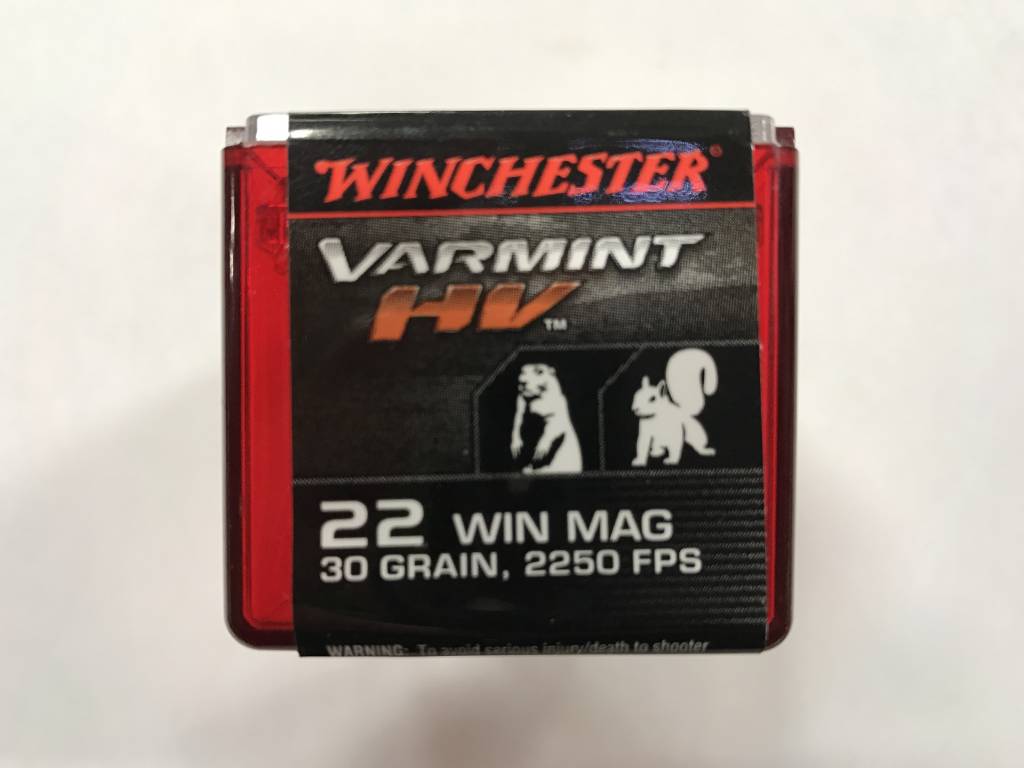 WINCHESTER®
VARMINT
HV™
22 WIN MAG
30 GRAIN, 2250 FPS
WARNING: To avoid serious injury/death to shooter